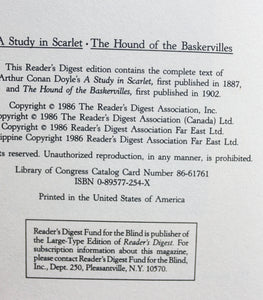 A Study in Scarlet • The Hound of the Baskervilles
This Reader's Digest edition contains the complete text of
Arthur Conan Doyle's A Study in Scarlet, first published in 1887,
and The Hound of the Baskervilles, first published in 1902.
Copyright © 1986 The Reader's Digest Association, Inc.
opyright © 1986 The Reader's Digest Association (Canada) Ltd.
Copyright © 1986 Reader's Digest Association Far East Ltd.
ippine Copyright 1986 Reader's Digest Association Far East Ltd.
ts reserved. Unauthorized reproduction, in any manner, is prohibited.
Library of Congress Catalog Card Number 86-61761
ISBN 0-89577-254-X
Printed in the United States of America
Reader's Digest Fund for the Blind is publisher of
the Large-Type Edition of Reader's Digest. For
subscription information about this magazine,
please contact Reader's Digest Fund for the Blind,
Inc., Dept. 250, Pleasantville, N.Y. 10570.